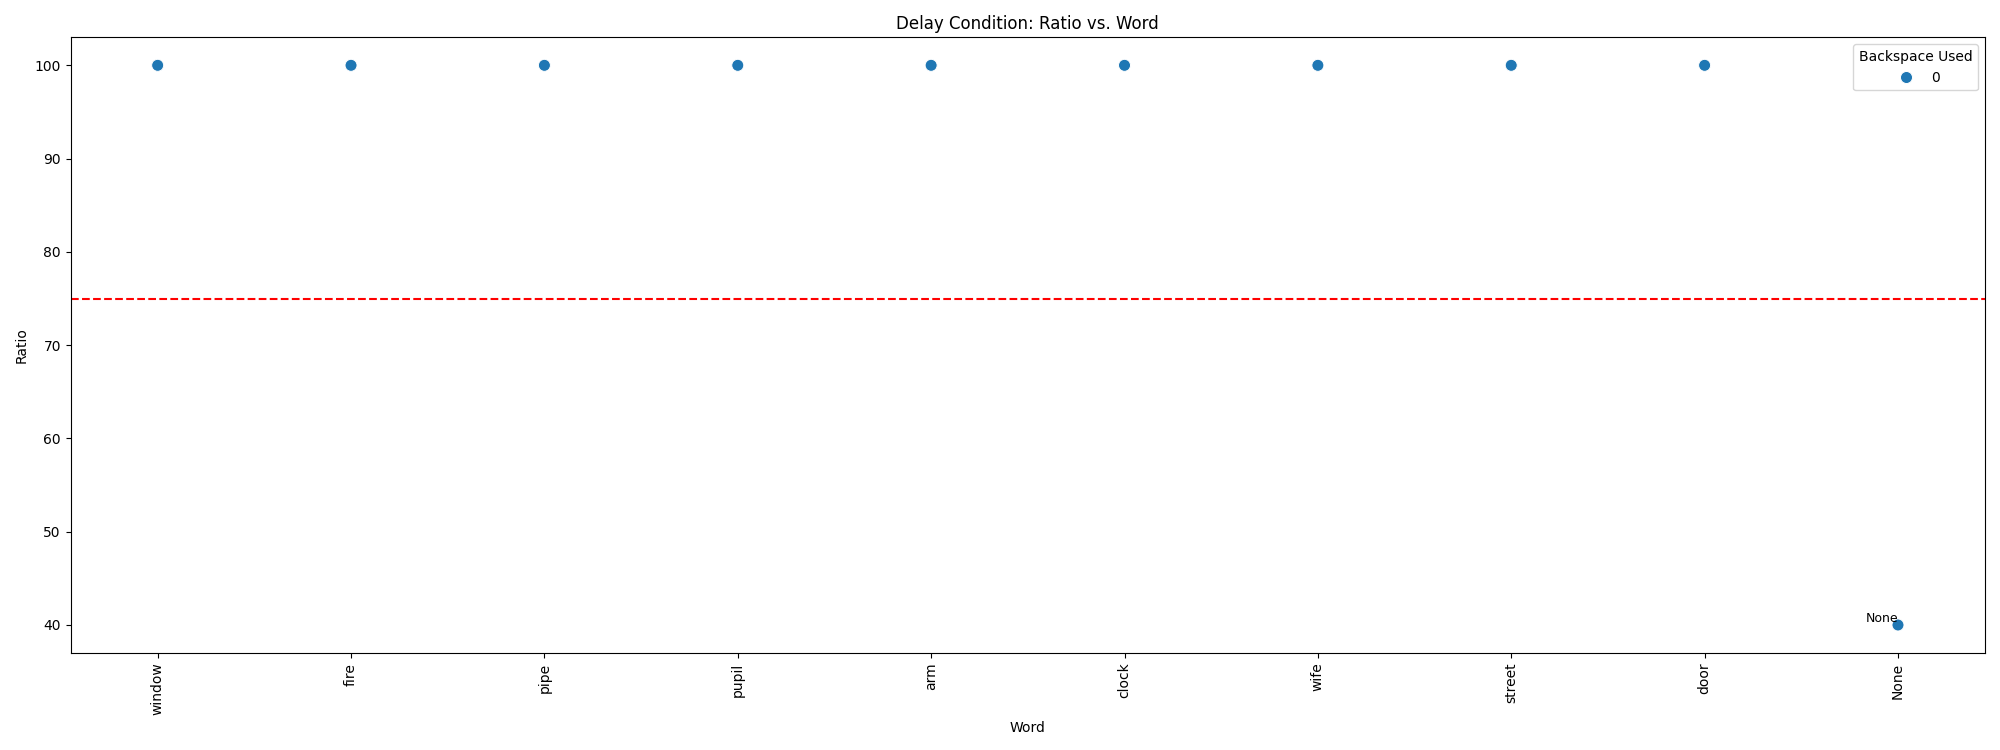 Delay Condition: Ratio vs. Word
Backspace Used
0
100
90
80
70
60
50
40
Ratio
None
window
fire
pipe
pupil
arm
clock
wife
street
door
None
Word